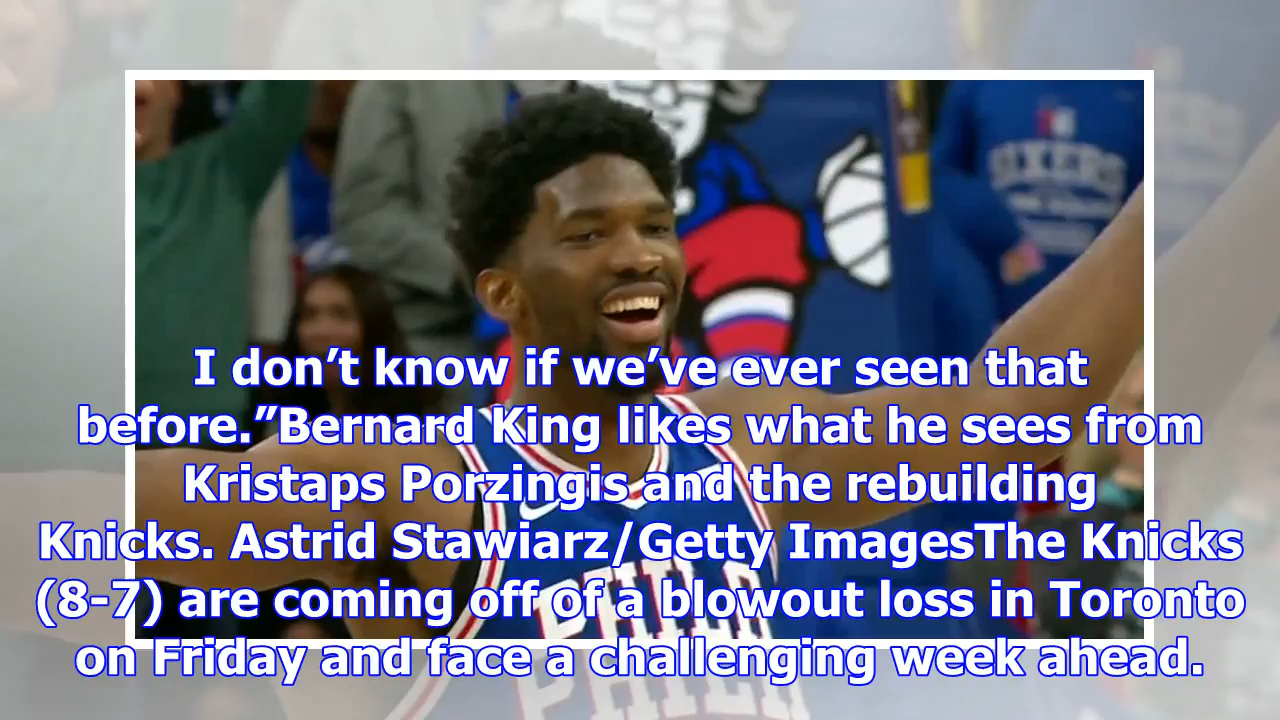 SIXERS
I don’t know if we’ve ever seen that
before.”Bernard King likes what he sees from
Kristaps Porzingis and the rebuilding
Knicks. Astrid Stawiarz/Getty ImagesThe Knicks
(8-7) are coming off of a blowout loss in Toronto
on Friday and face a challenging week ahead.
PHILA